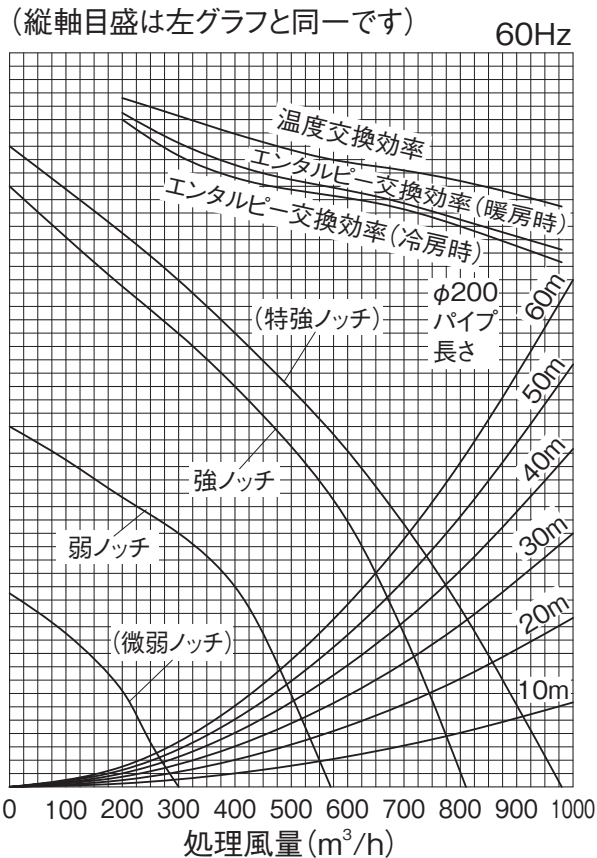 （縦軸目盛は左グラフと同一です）
60Hz
温度交換効率
エンタルピー交換効率（暖房時）
エンタルピー交換効率（冷房時）
φ200
パイプ
長さ
60m
50m
40m
30m
20m
10m
（特強ノッチ）
強ノッチ
弱ノッチ
（微弱ノッチ）
0 100 200 300 400 500 600 700 800 900 1000
処理風量（m³/h）